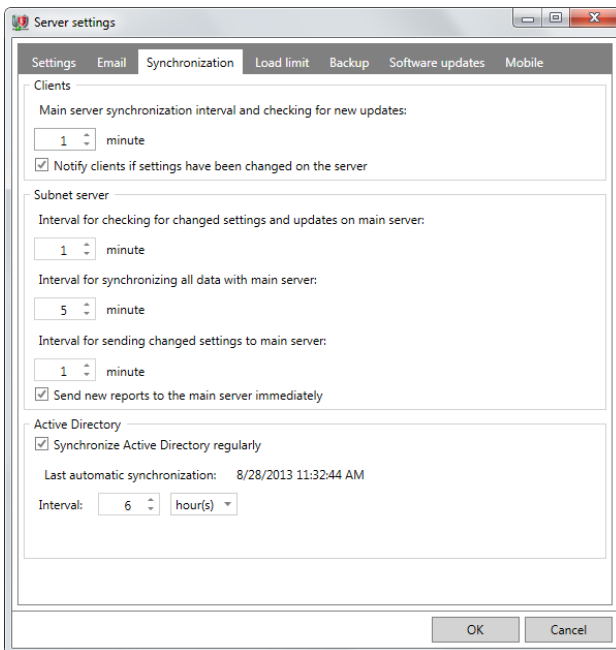 Server settings
Settings Email Synchronization Load limit Backup Software updates Mobile
Clients
Main server synchronization interval and checking for new updates:
1 minute
Notify clients if settings have been changed on the server
Subnet server
Interval for checking for changed settings and updates on main server:
1 minute
Interval for synchronizing all data with main server:
5 minute
Interval for sending changed settings to main server:
1 minute
Send new reports to the main server immediately
Active Directory
Synchronize Active Directory regularly
Last automatic synchronization: 8/28/2013 11:32:44 AM
Interval: 6 hour(s)
OK Cancel